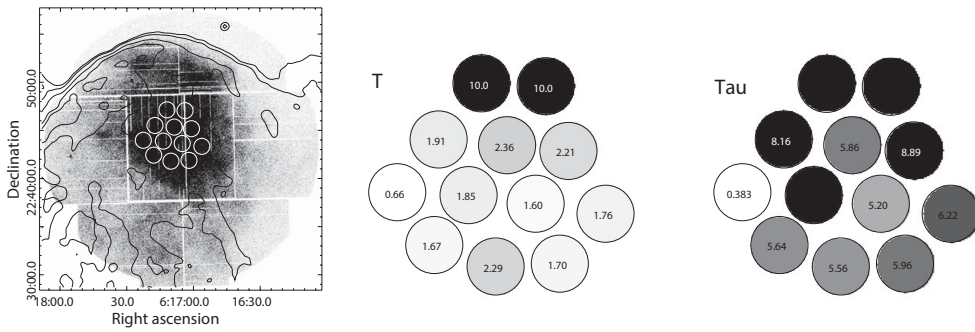 Declination
50:00.0
22:40:00.0
30:00.0
18:00.0 30.0 6:17:00.0 16:30.0
Right ascension
T
10.0 10.0
1.91 2.36 2.21
0.66 1.85 1.60 1.76
1.67 2.29 1.70
Tau
8.16 5.86 8.89
0.383 5.20 6.22
5.64 5.56 5.96